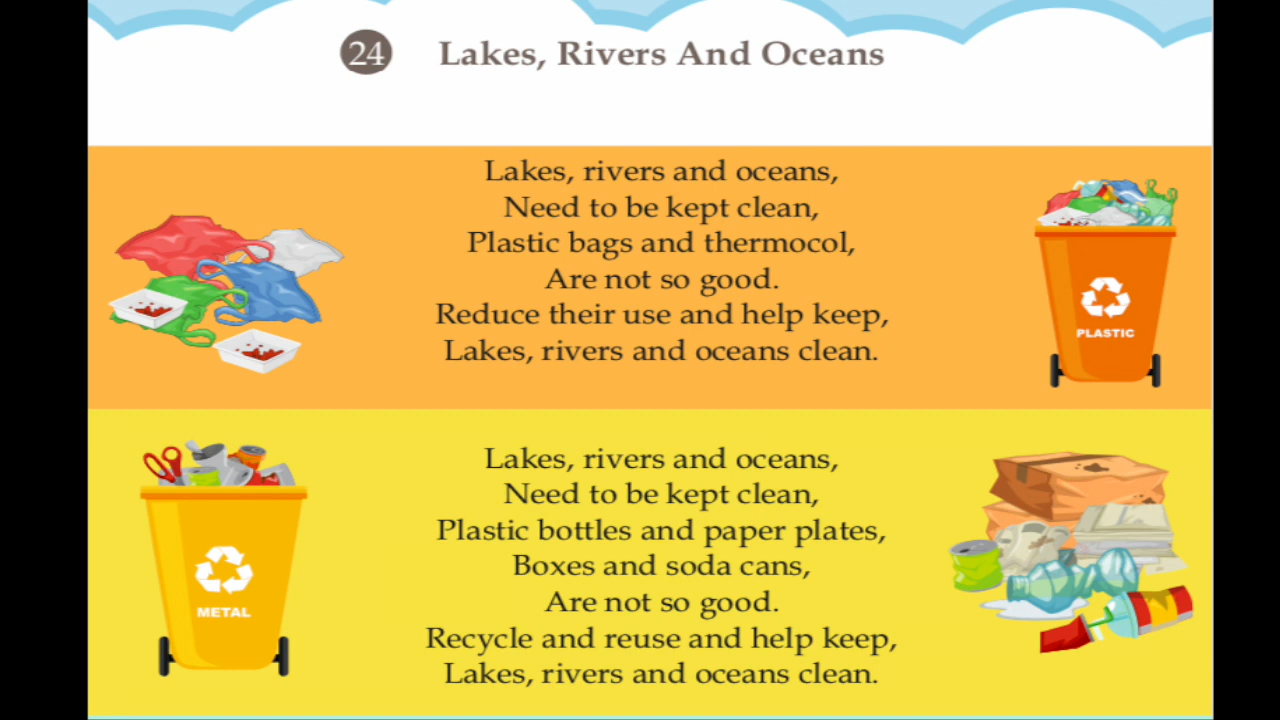 24 Lakes, Rivers And Oceans
Lakes, rivers and oceans,
Need to be kept clean,
Plastic bags and thermocol,
Are not so good.
Reduce their use and help keep,
Lakes, rivers and oceans clean.
PLASTIC
Lakes, rivers and oceans,
Need to be kept clean,
Plastic bottles and paper plates,
Boxes and soda cans,
Are not so good.
Recycle and reuse and help keep,
Lakes, rivers and oceans clean.
METAL